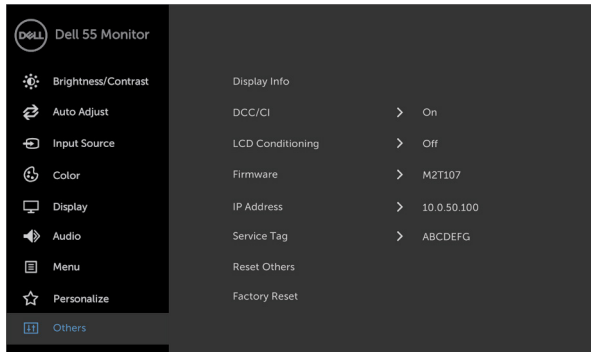 DELL Dell 55 Monitor
Brightness/Contrast
Auto Adjust
Input Source
Color
Display
Audio
Menu
Personalize
Others
Display Info
DCC/CI > On
LCD Conditioning > Off
Firmware > M2T107
IP Address > 10.0.50.100
Service Tag > ABCDEFG
Reset Others
Factory Reset